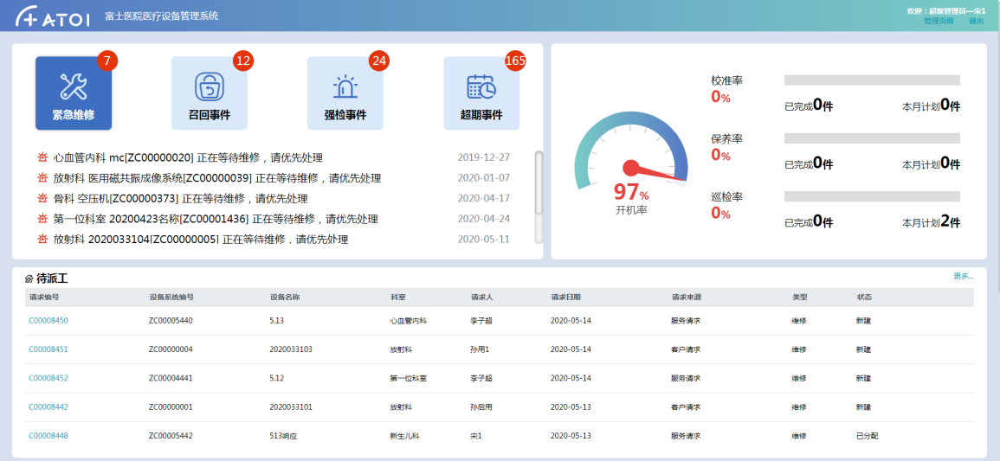 ATOI 富士医院医疗设备管理系统
欢迎：超级管理员—宋1
管理页面 退出
7 12 24 165
紧急维修 召回事件 强检事件 超期事件
心血管内科 mc[ZC00000020] 正在等待维修，请优先处理 2019-12-27
放射科 医用磁共振成像系统[ZC00000039] 正在等待维修，请优先处理 2020-01-07
骨科 空压机[ZC00000373] 正在等待维修，请优先处理 2020-04-17
第一位科室 20200423名称[ZC00001436] 正在等待维修，请优先处理 2020-04-24
放射科 2020033104[ZC00000005] 正在等待维修，请优先处理 2020-05-11
97%
开机率
校准率
0%
已完成0件 本月计划0件
保养率
0%
已完成0件 本月计划0件
巡检率
0%
已完成0件 本月计划2件
待派工 更多...
请求编号 设备系统编号 设备名称 科室 请求人 请求日期 请求来源 类型 状态
C00008450 ZC00005440 5.13 心血管内科 李子超 2020-05-14 服务请求 维修 新建
C00008451 ZC00000004 2020033103 放射科 孙用1 2020-05-14 客户请求 维修 新建
C00008452 ZC00004441 5.12 第一位科室 李子超 2020-05-14 服务请求 维修 新建
C00008442 ZC00000001 2020033101 放射科 孙启用 2020-05-13 客户请求 维修 新建
C00008448 ZC00005442 513响应 新生儿科 宋1 2020-05-13 服务请求 维修 已分配